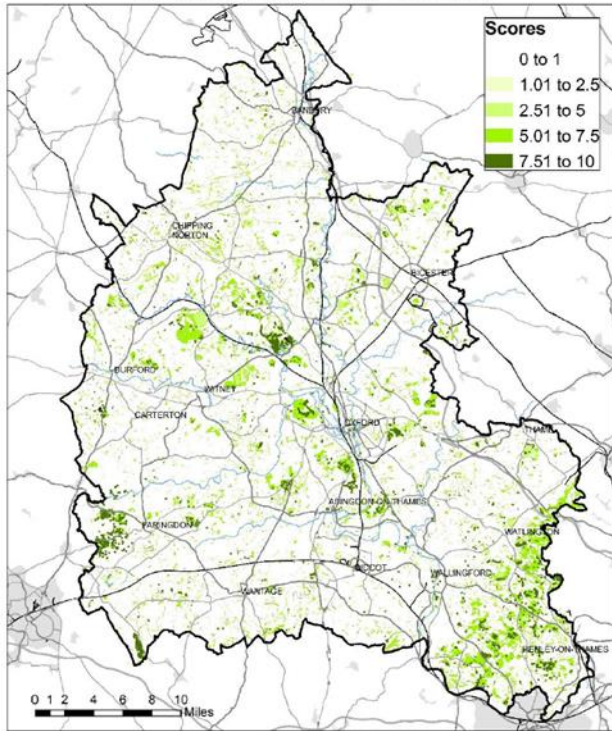 Scores
0 to 1
1.01 to 2.5
2.51 to 5
5.01 to 7.5
7.51 to 10
BANBURY
CHIPPING
NORTON
BICESTER
BURFORD
WITNEY
CARTERTON
OXFORD
THAME
ABINGDON-ON-THAMES
FARINGDON
WATLINGTON
DIDCOT
WALLINGFORD
WANTAGE
HENLEY-ON-THAMES
0 1 2 4 6 8 10
Miles